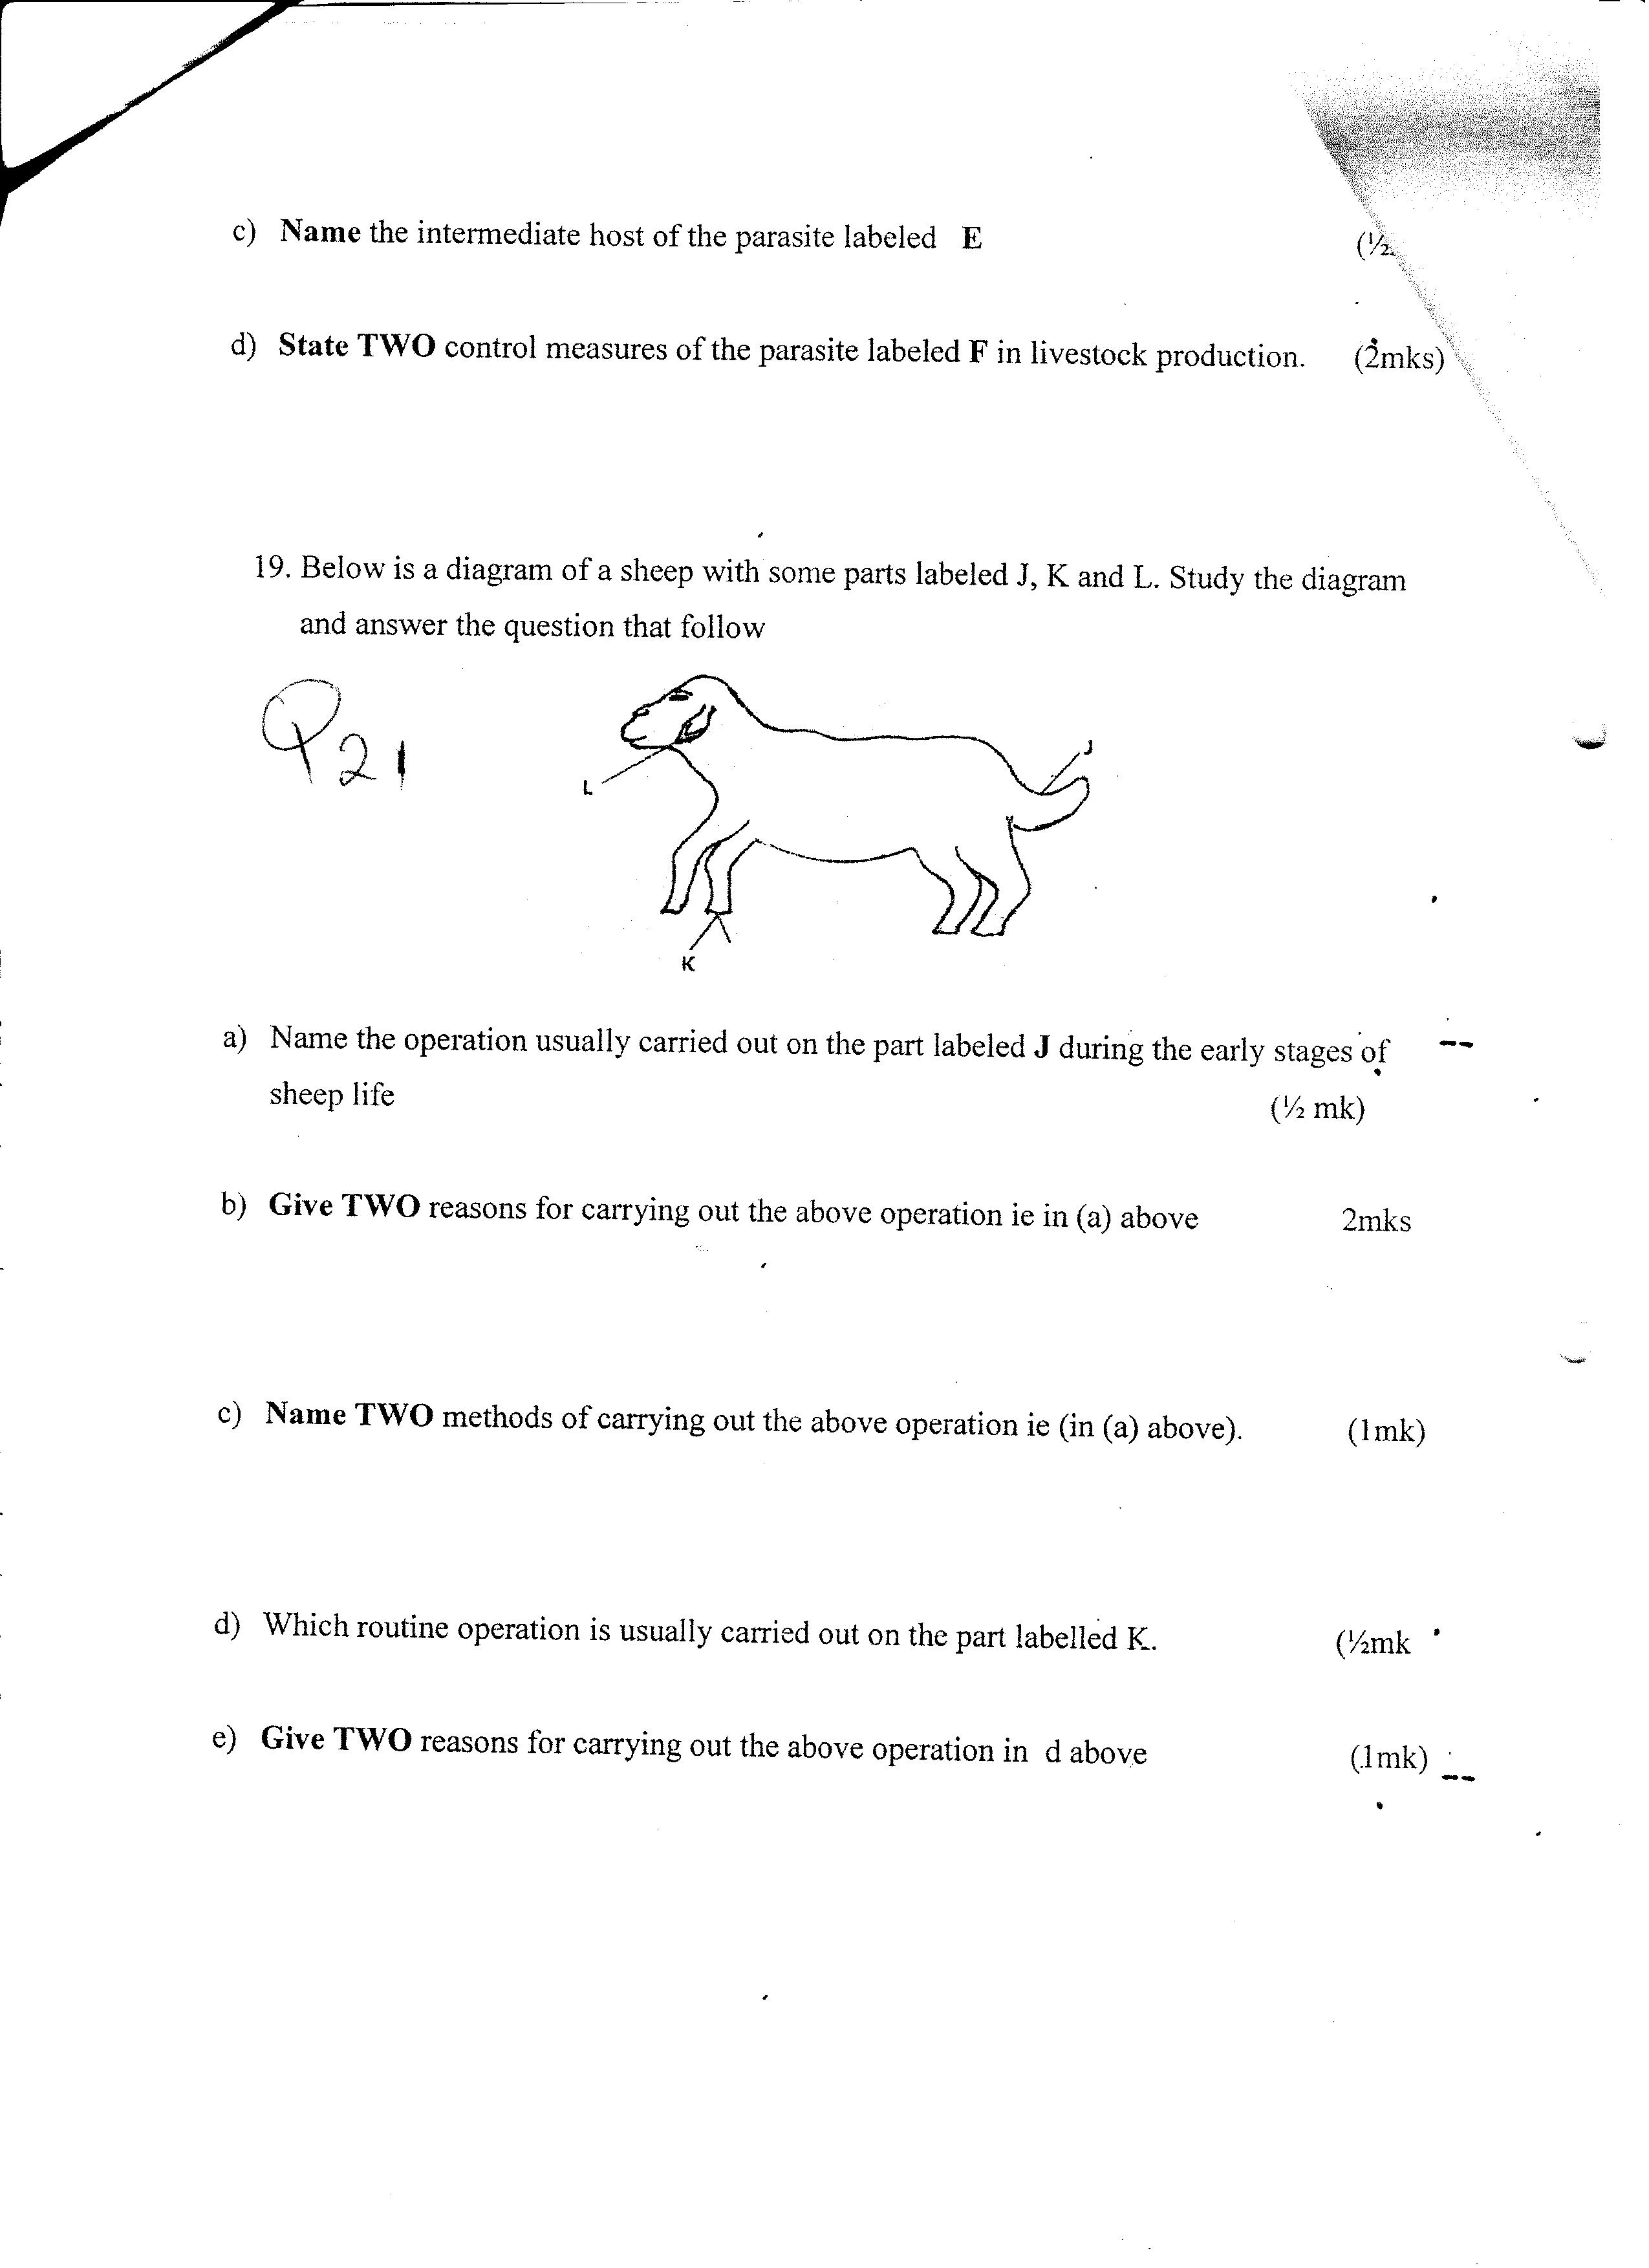 c) Name the intermediate host of the parasite labeled E (½
d) State TWO control measures of the parasite labeled F in livestock production. (2mks)
19. Below is a diagram of a sheep with some parts labeled J, K and L. Study the diagram
and answer the question that follow
P21
J
L
K
a) Name the operation usually carried out on the part labeled J during the early stages of
sheep life (½ mk)
b) Give TWO reasons for carrying out the above operation ie in (a) above 2mks
c) Name TWO methods of carrying out the above operation ie (in (a) above). (1mk)
d) Which routine operation is usually carried out on the part labelled K. (½mk
e) Give TWO reasons for carrying out the above operation in d above (1mk)